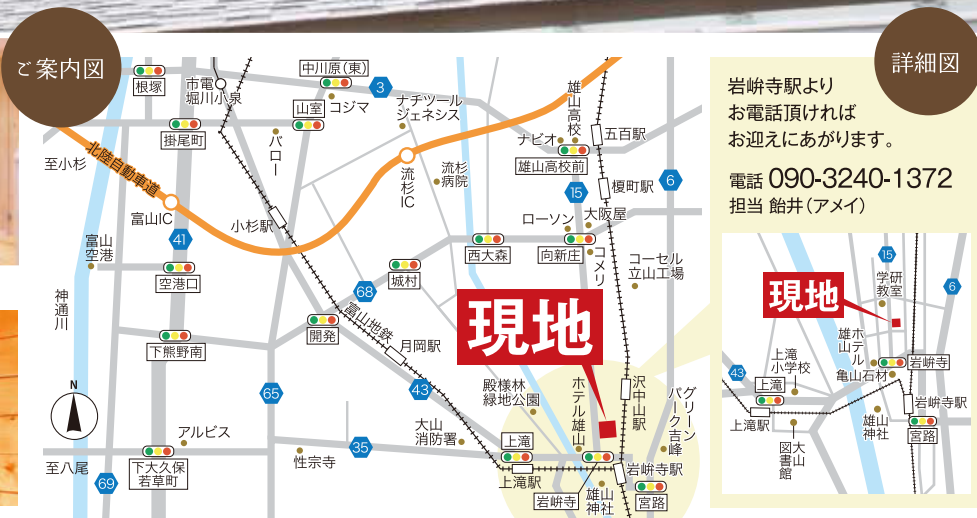 ご案内図
詳細図
根塚
市電
堀川小泉
中川原(東)
山室
コジマ
3
ナチツール
ジェネシス
雄山高校
五百駅
ナビオ
雄山高校前
掛尾町
バロー
至小杉
北陸自動車道
流杉IC
流杉
病院
15
榎町駅
6
富山IC
小杉駅
ローソン
大阪屋
富山
空港
41
西大森
向新庄
コメリ
コーセル
立山工場
空港口
城村
神通川
68
富山地鉄
開発
現地
下熊野南
月岡駅
65
43
殿様林
緑地公園
ホテル雄山
沢中山駅
グリーン
パーク吉峰
N
アルビス
大山
消防署
上滝
35
至八尾
下大久保
若草町
性宗寺
上滝駅
岩峅寺駅
69
岩峅寺
雄山
神社
宮路
岩峅寺駅より
お電話頂ければ
お迎えにあがります。
電話 090-3240-1372
担当 飴井(アメイ)
15
学研
教室
6
現地
ホテル
雄山
上滝
小学校
43
上滝
亀山石材
岩峅寺
岩峅寺駅
上滝駅
雄山
神社
宮路
大山
図書館